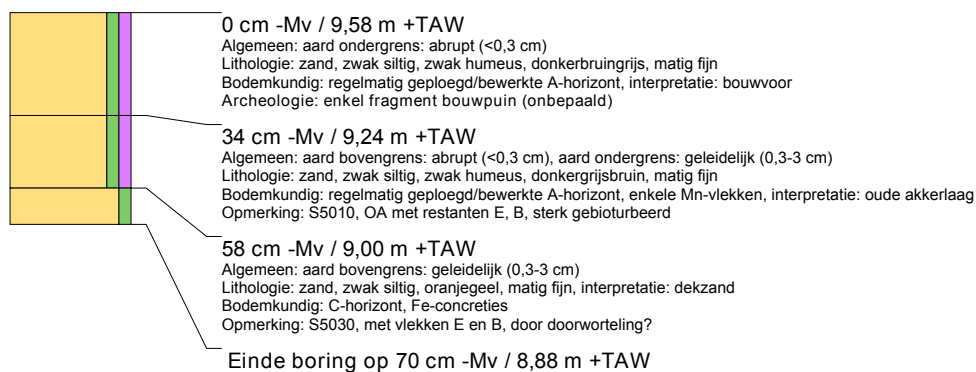 0 cm -Mv / 9,58 m +TAW
Algemeen: aard ondergrens: abrupt (<0,3 cm)
Lithologie: zand, zwak siltig, zwak humeus, donkerbruingrijs, matig fijn
Bodemkundig: regelmatig geploegd/bewerkte A-horizont, interpretatie: bouwvoor
Archeologie: enkel fragment bouwpuin (onbepaald)
34 cm -Mv / 9,24 m +TAW
Algemeen: aard bovengrens: abrupt (<0,3 cm), aard ondergrens: geleidelijk (0,3-3 cm)
Lithologie: zand, zwak siltig, zwak humeus, donkergrijsbruin, matig fijn
Bodemkundig: regelmatig geploegd/bewerkte A-horizont, enkele Mn-vlekken, interpretatie: oude akkerlaag
Opmerking: S5010, OA met restanten E, B, sterk gebioturbeerd
58 cm -Mv / 9,00 m +TAW
Algemeen: aard bovengrens: geleidelijk (0,3-3 cm)
Lithologie: zand, zwak siltig, oranjegeel, matig fijn, interpretatie: dekzand
Bodemkundig: C-horizont, Fe-concreties
Opmerking: S5030, met vlekken E en B, door doorworteling?
Einde boring op 70 cm -Mv / 8,88 m +TAW